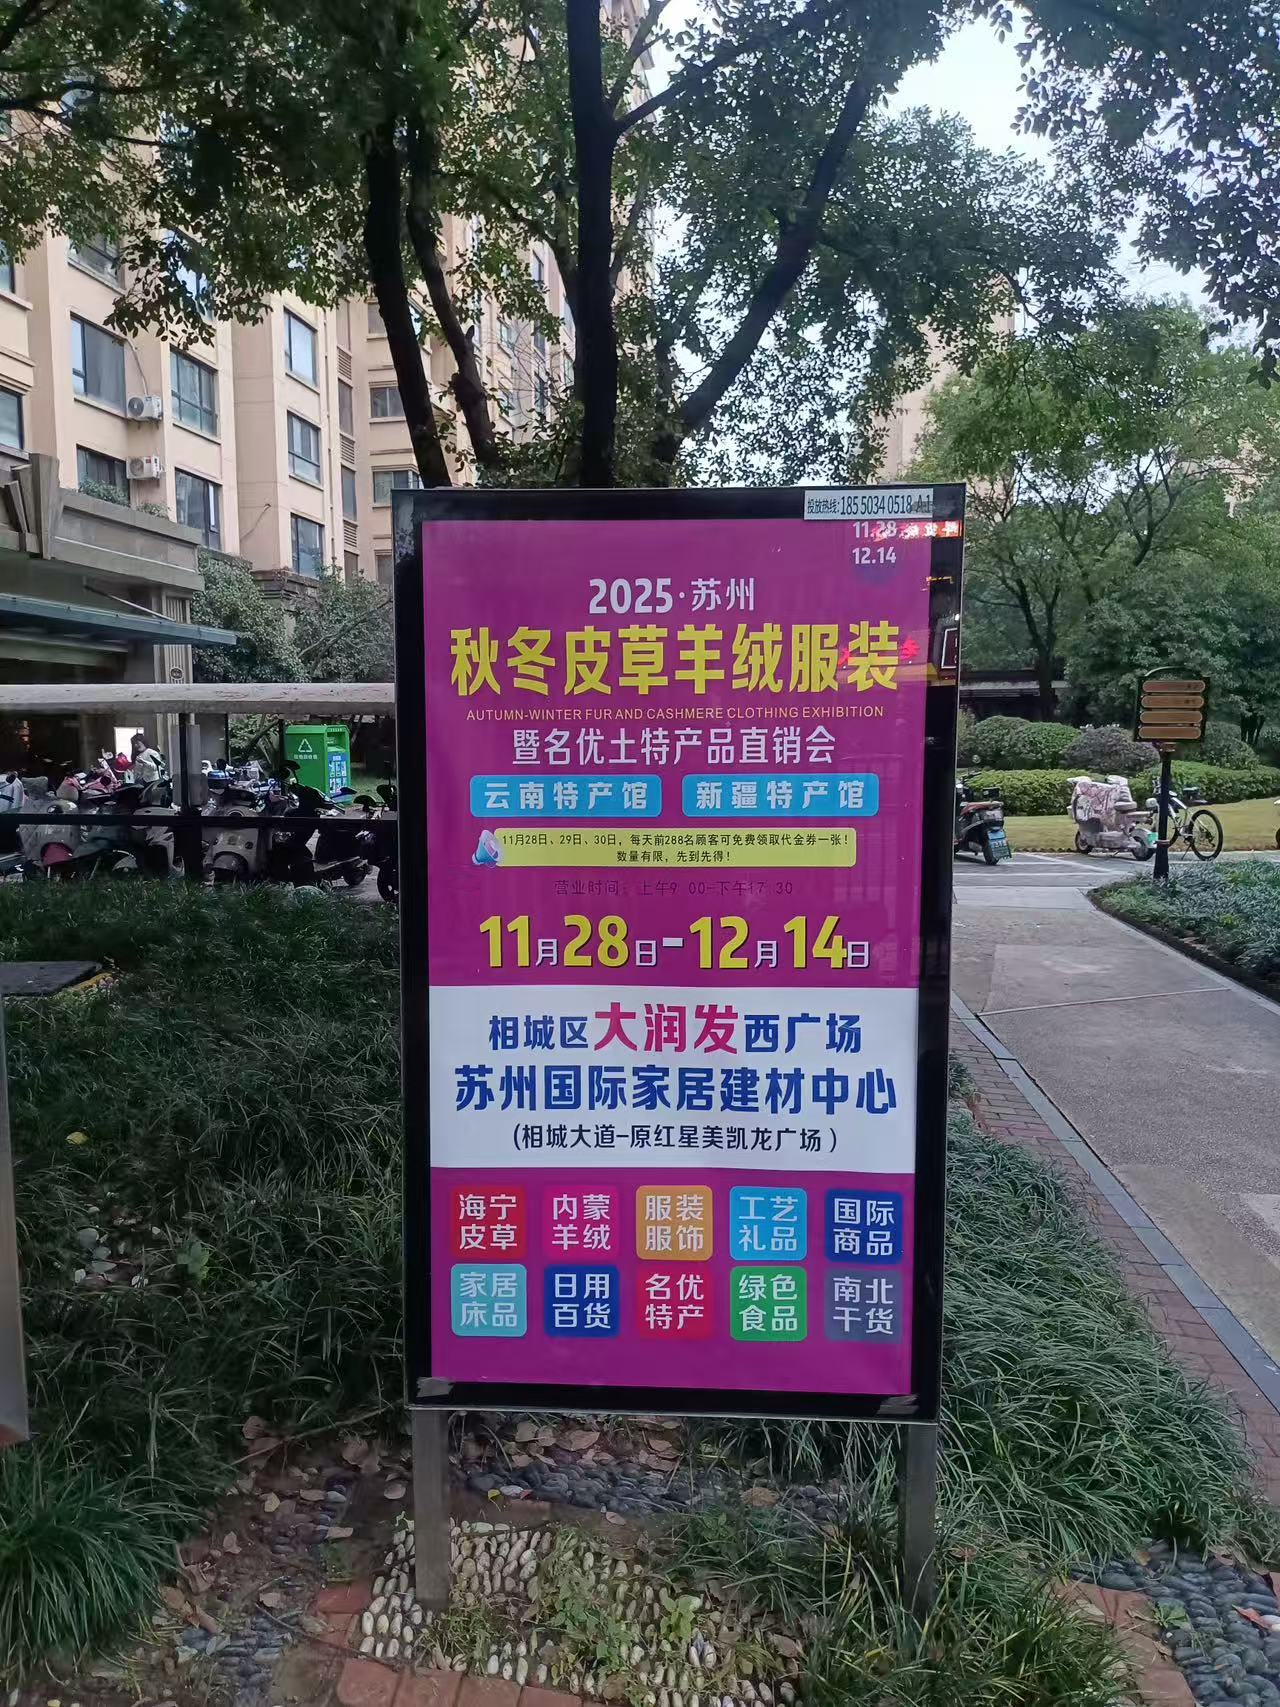 投放热线:185 5034 0518 A1
11.28
12.14
2025·苏州
秋冬皮草羊绒服装
AUTUMN-WINTER FUR AND CASHMERE CLOTHING EXHIBITION
暨名优土特产品直销会
云南特产馆 新疆特产馆
11月28日、29日、30日，每天前288名顾客可免费领取代金券一张！
数量有限，先到先得！
营业时间：上午9:00-下午17:30
11月28日-12月14日
相城区大润发西广场
苏州国际家居建材中心
(相城大道-原红星美凯龙广场)
海宁皮草 内蒙羊绒 服装服饰 工艺礼品 国际商品
家居床品 日用百货 名优特产 绿色食品 南北干货